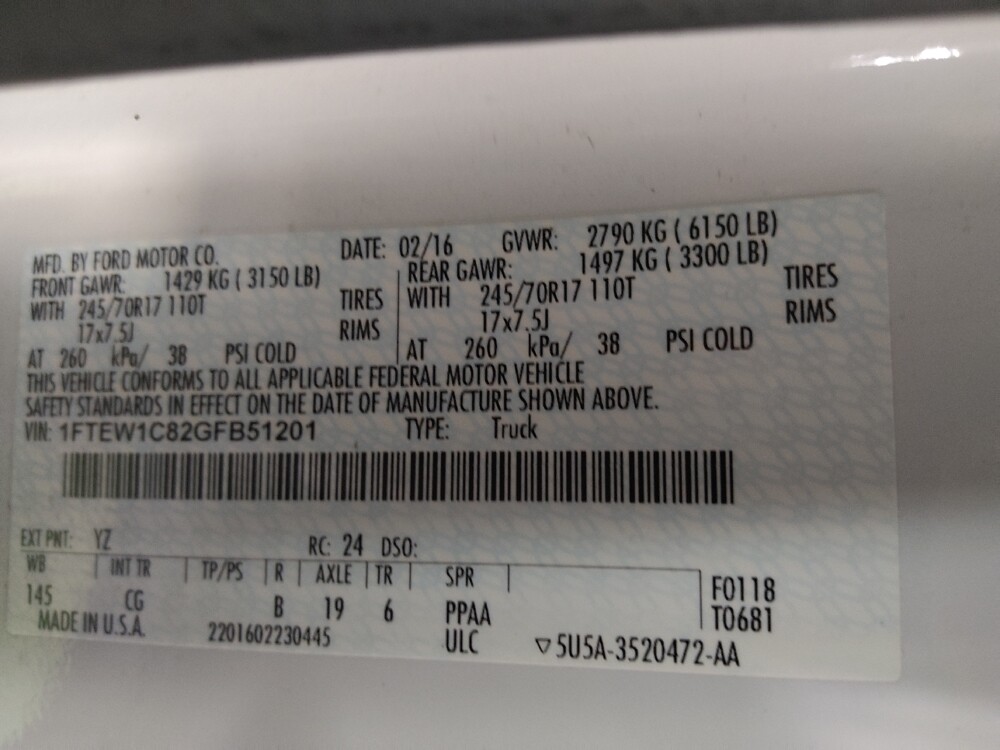 MFD. BY FORD MOTOR CO. DATE: 02/16 GVWR: 2790 KG ( 6150 LB)
FRONT GAWR: 1429 KG ( 3150 LB) REAR GAWR: 1497 KG ( 3300 LB)
WITH 245/70R17 110T TIRES WITH 245/70R17 110T TIRES
17x7.5J RIMS 17x7.5J RIMS
AT 260 kPa/ 38 PSI COLD AT 260 kPa/ 38 PSI COLD
THIS VEHICLE CONFORMS TO ALL APPLICABLE FEDERAL MOTOR VEHICLE
SAFETY STANDARDS IN EFFECT ON THE DATE OF MANUFACTURE SHOWN ABOVE.
VIN: 1FTEW1C82GFB51201 TYPE: Truck
EXT PNT: YZ RC: 24 DSO:
WB INT TR TP/PS R AXLE TR SPR F0118
145 CG B 19 6 PPAA T0681
MADE IN U.S.A. 2201602230445 ULC ▽5U5A-3520472-AA